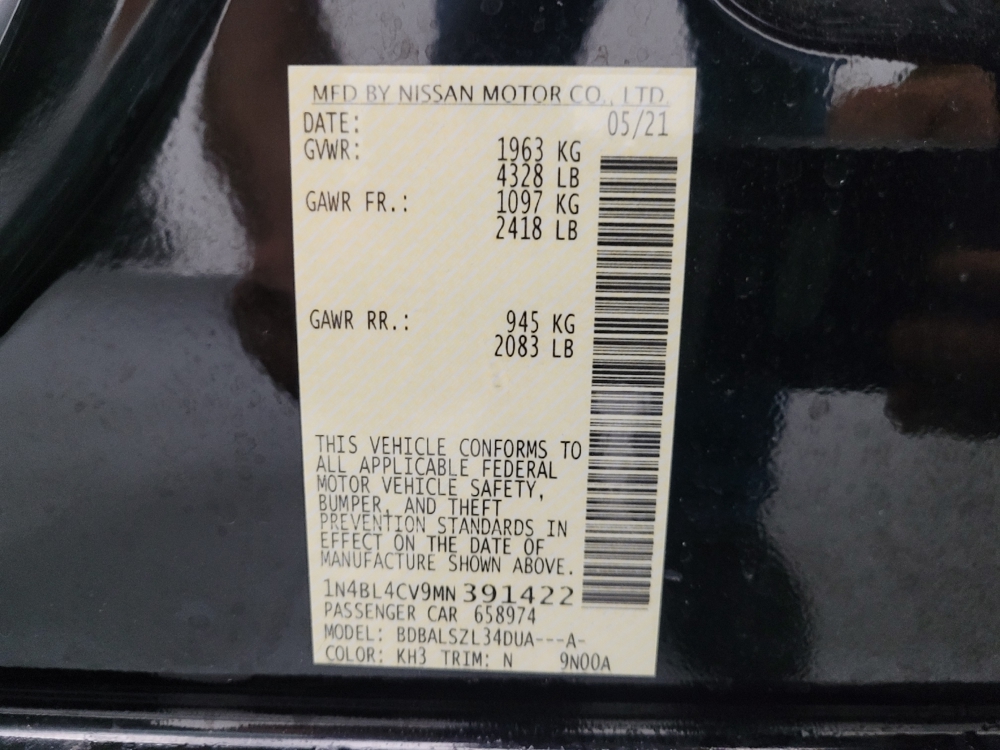 MFD BY NISSAN MOTOR CO., LTD.
DATE: 05/21
GVWR: 1963 KG
4328 LB
GAWR FR.: 1097 KG
2418 LB
GAWR RR.: 945 KG
2083 LB
THIS VEHICLE CONFORMS TO
ALL APPLICABLE FEDERAL
MOTOR VEHICLE SAFETY,
BUMPER, AND THEFT
PREVENTION STANDARDS IN
EFFECT ON THE DATE OF
MANUFACTURE SHOWN ABOVE.
1N4BL4CV9MN391422
PASSENGER CAR 658974
MODEL: BDBALSZL34DUA---A-
COLOR: KH3 TRIM: N 9N00A